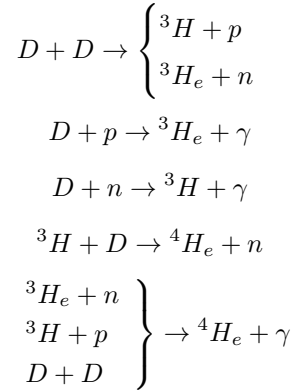 D + D → { ³H + p
³Hₑ + n
D + p → ³Hₑ + γ
D + n → ³H + γ
³H + D → ⁴Hₑ + n
³Hₑ + n
³H + p } → ⁴Hₑ + γ
D + D